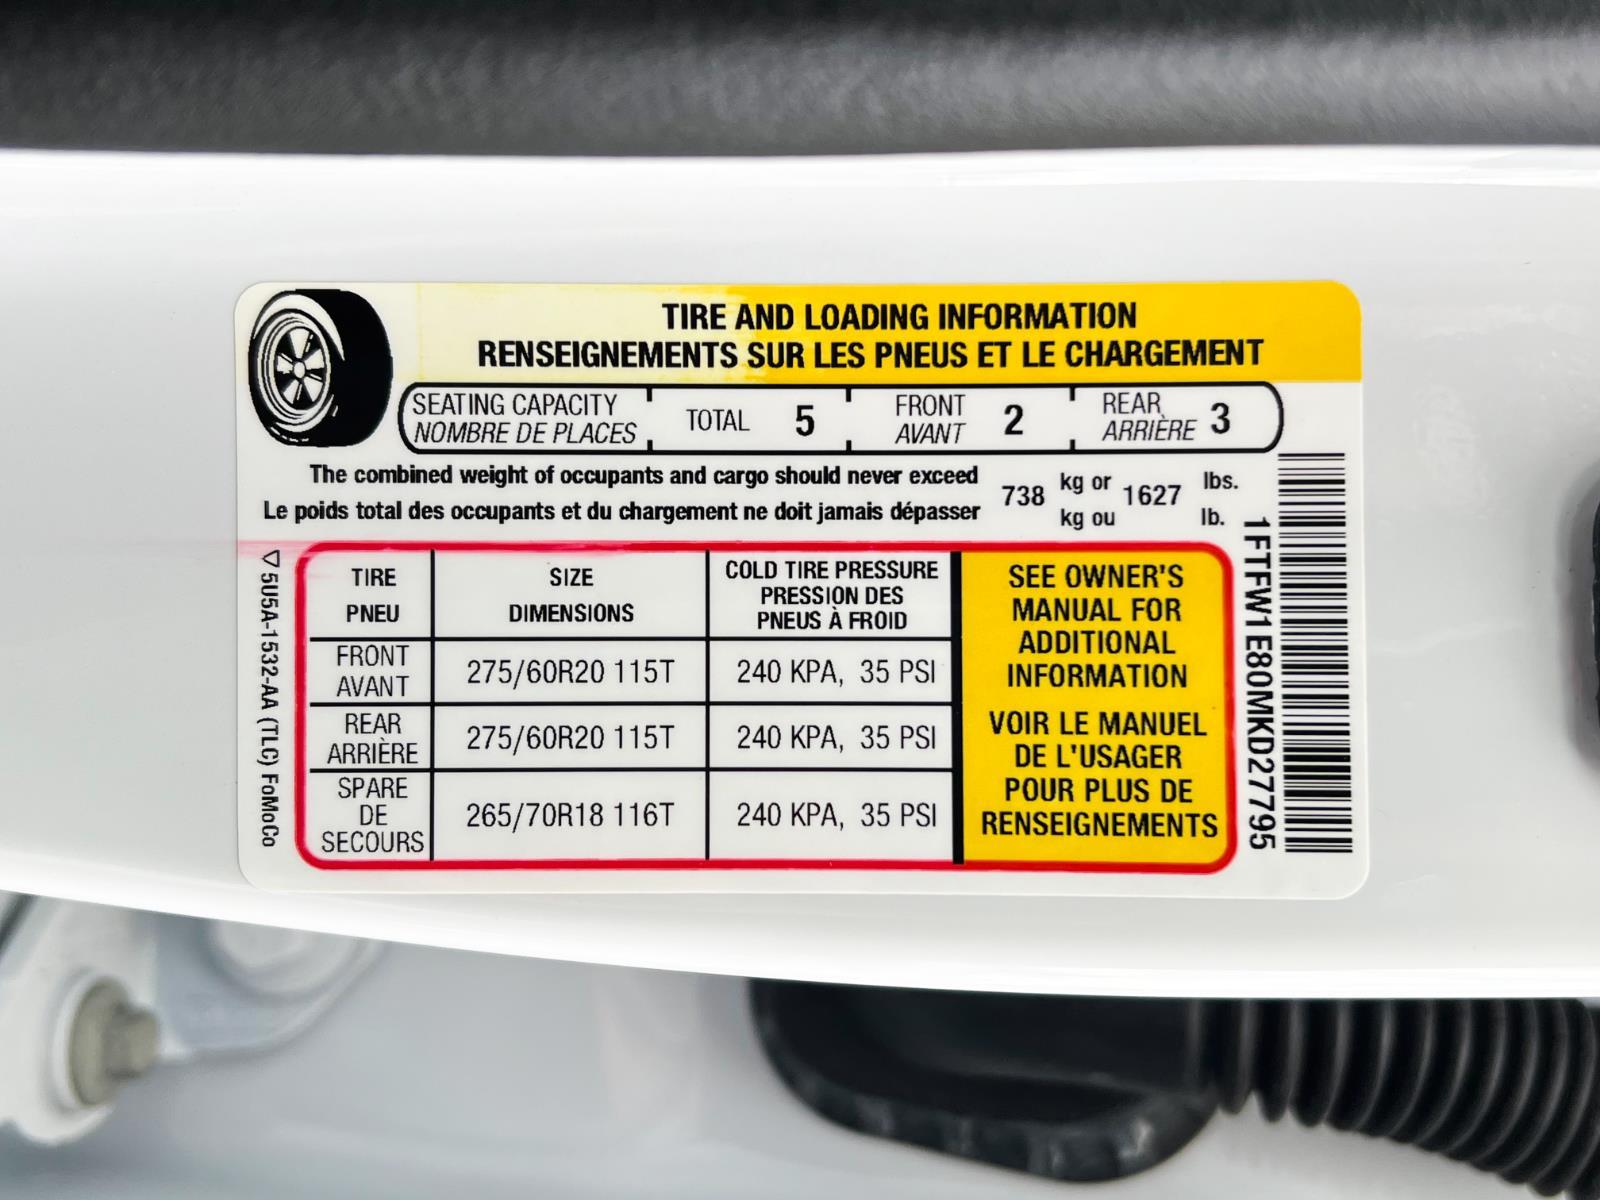 TIRE AND LOADING INFORMATION
RENSEIGNEMENTS SUR LES PNEUS ET LE CHARGEMENT
SEATING CAPACITY
NOMBRE DE PLACES
TOTAL 5
FRONT
AVANT
2
REAR
ARRIÈRE
3
The combined weight of occupants and cargo should never exceed
Le poids total des occupants et du chargement ne doit jamais dépasser
738
kg or
kg ou
1627
lbs.
lb.
TIRE
PNEU
SIZE
DIMENSIONS
COLD TIRE PRESSURE
PRESSION DES
PNEUS À FROID
FRONT
AVANT
275/60R20 115T
240 KPA, 35 PSI
REAR
ARRIÈRE
275/60R20 115T
240 KPA, 35 PSI
SPARE
DE
SECOURS
265/70R18 116T
240 KPA, 35 PSI
SEE OWNER'S
MANUAL FOR
ADDITIONAL
INFORMATION
VOIR LE MANUEL
DE L'USAGER
POUR PLUS DE
RENSEIGNEMENTS
5U5A-1532-AA (TLC) FoMoCo
1FTFW1E80MKD27795